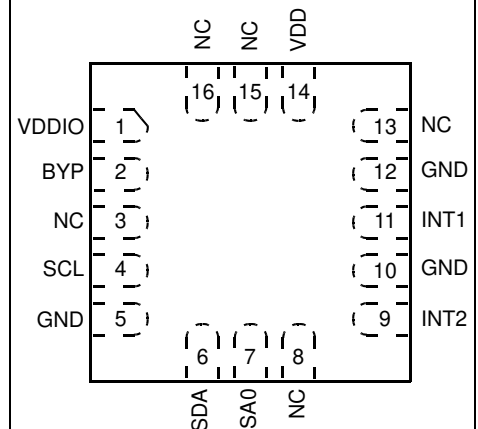 NC NC VDD
16 15 14
VDDIO 1 13 NC
BYP 2 12 GND
NC 3 11 INT1
SCL 4 10 GND
GND 5 9 INT2
6 7 8
SDA SA0 NC